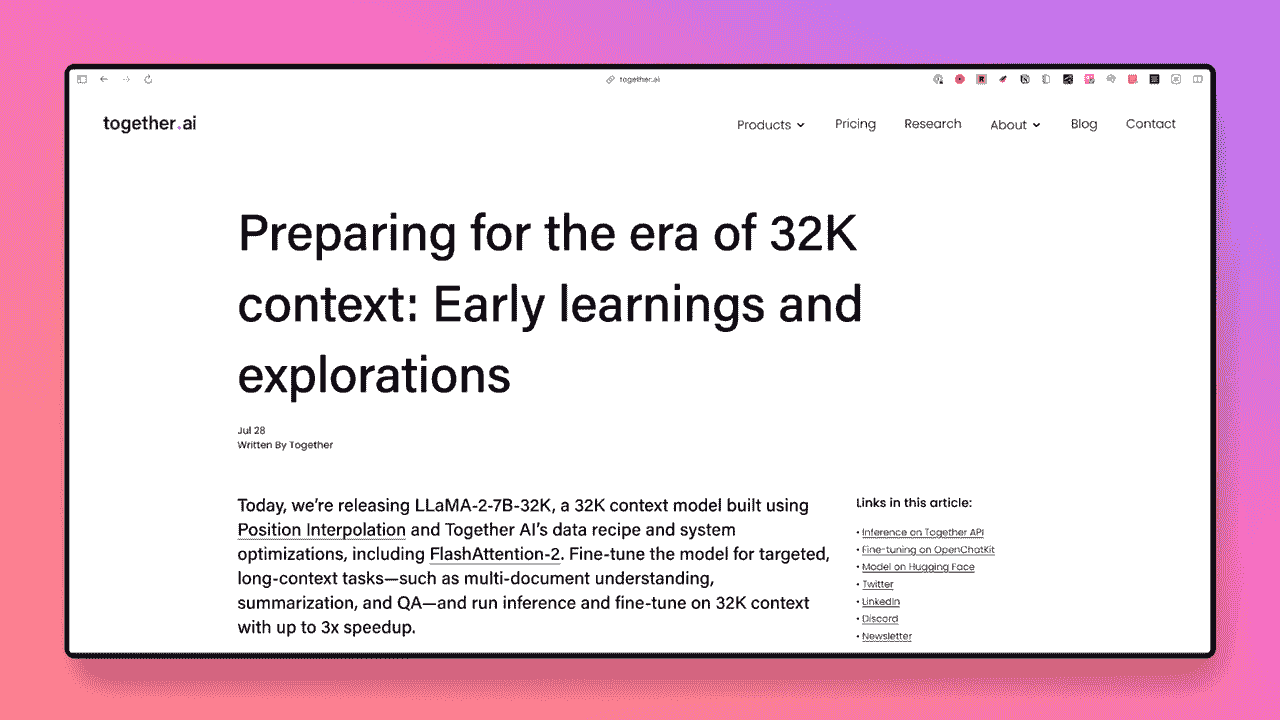 together.ai
together.ai
Products
Pricing
Research
About
Blog
Contact
Preparing for the era of 32K
context: Early learnings and
explorations
Jul 28
Written By Together
Today, we're releasing LLaMA-2-7B-32K, a 32K context model built using
Position Interpolation and Together AI's data recipe and system
optimizations, including FlashAttention-2. Fine-tune the model for targeted,
long-context tasks—such as multi-document understanding,
summarization, and QA—and run inference and fine-tune on 32K context
with up to 3x speedup.
Links in this article:
• Inference on Together API
• Fine-tuning on OpenChatKit
• Model on Hugging Face
• Twitter
• LinkedIn
• Discord
• Newsletter